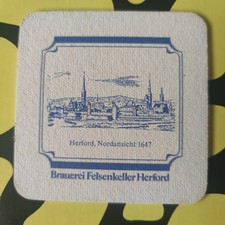 Herford, Nordansicht 1647
Brauerei Felsenkeller Herford